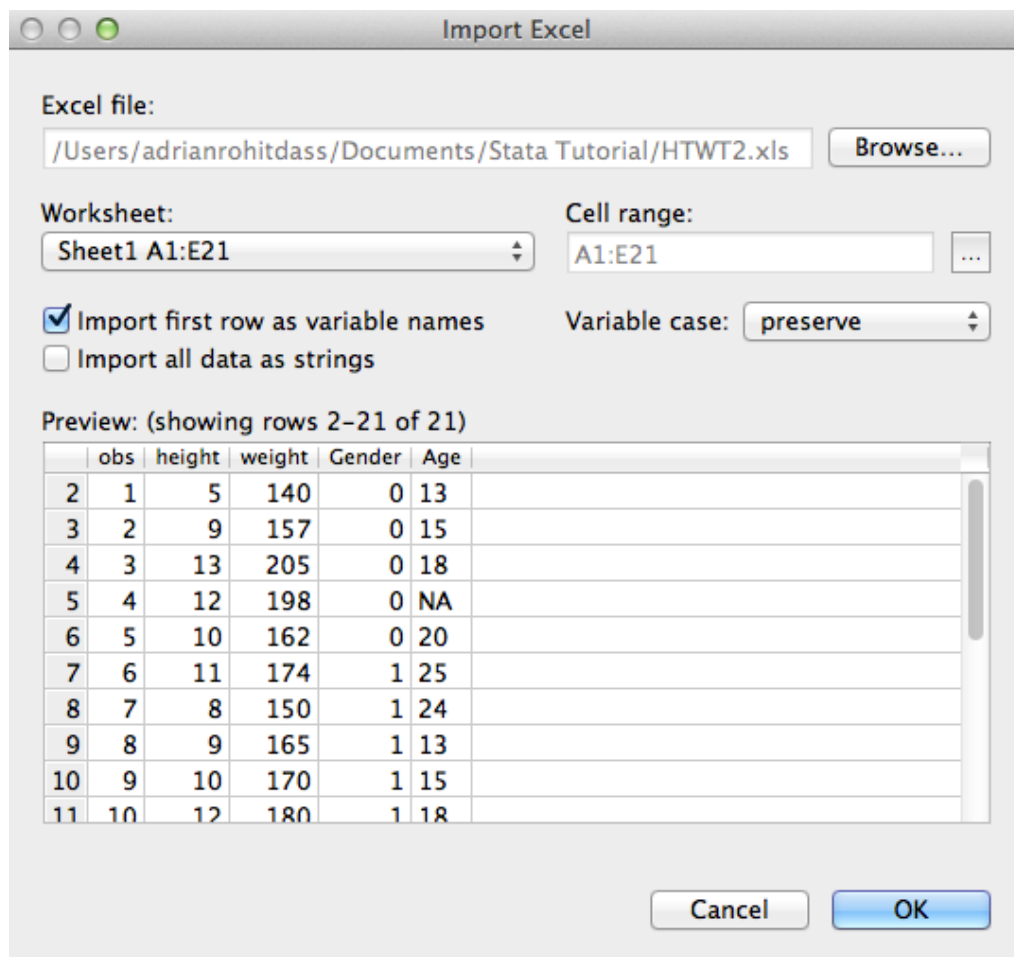 Import Excel
Excel file:
/Users/adrianrohitdass/Documents/Stata Tutorial/HTWT2.xls Browse...
Worksheet: Cell range:
Sheet1 A1:E21 A1:E21 ...
Import first row as variable names Variable case: preserve
Import all data as strings
Preview: (showing rows 2-21 of 21)
obs height weight Gender Age
2 1 5 140 0 13
3 2 9 157 0 15
4 3 13 205 0 18
5 4 12 198 0 NA
6 5 10 162 0 20
7 6 11 174 1 25
8 7 8 150 1 24
9 8 9 165 1 13
10 9 10 170 1 15
11 10 12 180 1 18
Cancel OK